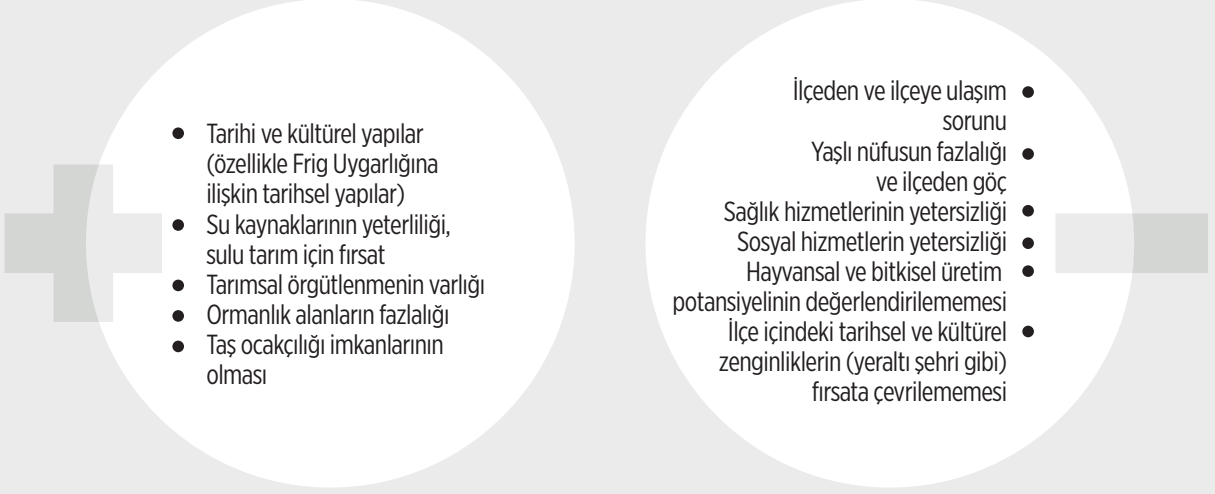 • Tarihi ve kültürel yapılar
(özellikle Frig Uygarlığına
ilişkin tarihsel yapılar)
• Su kaynaklarının yeterliliği,
sulu tarım için fırsat
• Tarımsal örgütlenmenin varlığı
• Ormanlık alanların fazlalığı
• Taş ocakçılığı imkanlarının
olması
İlçeden ve ilçeye ulaşım •
sorunu
Yaşlı nüfusun fazlalığı •
ve ilçeden göç
Sağlık hizmetlerinin yetersizliği •
Sosyal hizmetlerin yetersizliği •
Hayvansal ve bitkisel üretim •
potansiyelinin değerlendirilememesi
İlçe içindeki tarihsel ve kültürel •
zenginliklerin (yeraltı şehri gibi)
fırsata çevrilememesi